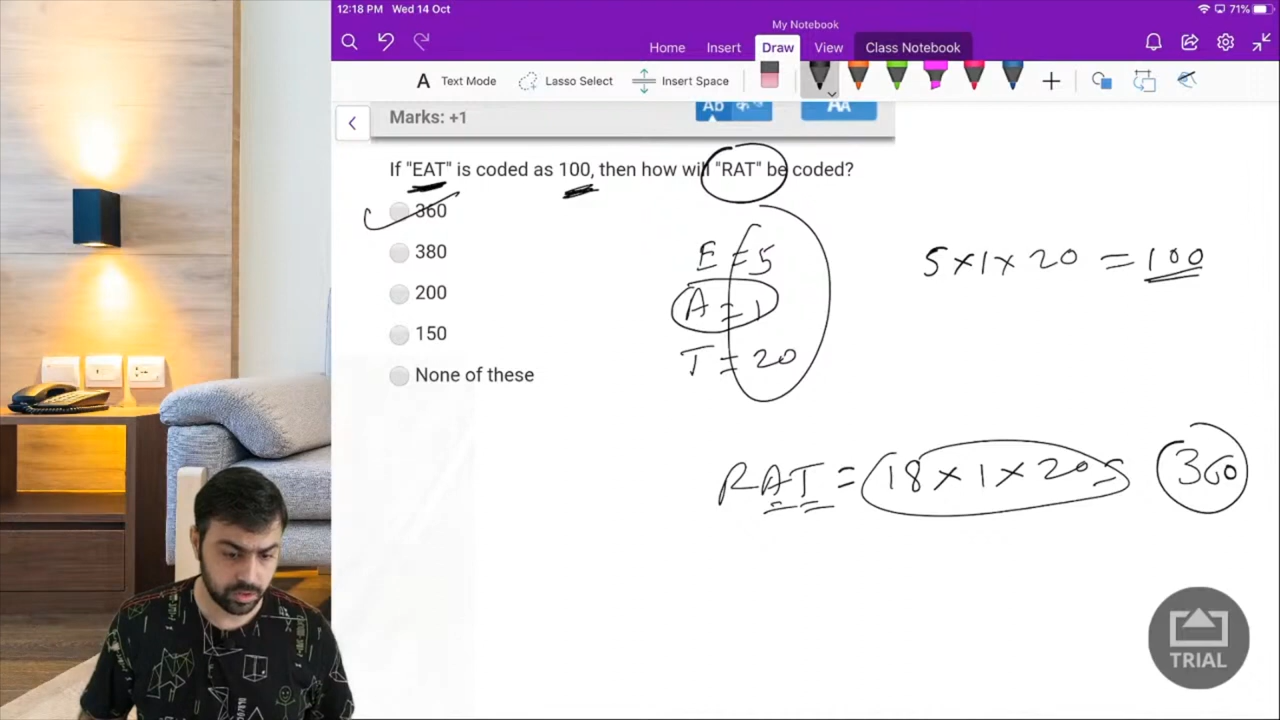 12:18 PM Wed 14 Oct
71%
My Notebook
Home Insert Draw View Class Notebook
A Text Mode Lasso Select Insert Space
Marks: +1
Ab
AA
If "EAT" is coded as 100, then how will "RAT" be coded?
360
380
200
150
None of these
E = 5
A = 1
T = 20
5 x 1 x 20 = 100
RAT = 18 x 1 x 20 = 360
TRIAL